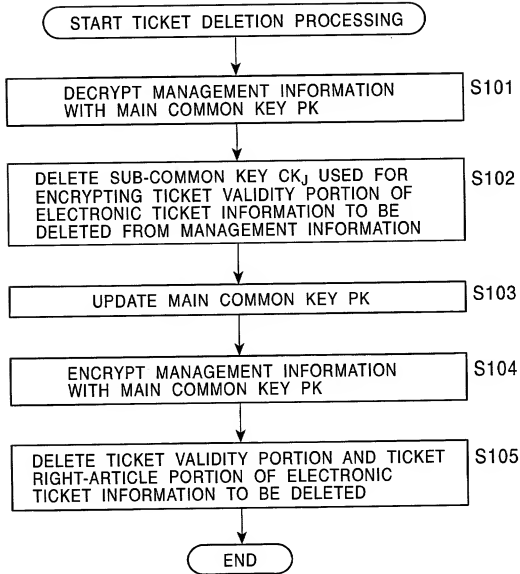 START TICKET DELETION PROCESSING
DECRYPT MANAGEMENT INFORMATION
WITH MAIN COMMON KEY PK
S101
DELETE SUB-COMMON KEY CKJ USED FOR
ENCRYPTING TICKET VALIDITY PORTION OF
ELECTRONIC TICKET INFORMATION TO BE
DELETED FROM MANAGEMENT INFORMATION
S102
UPDATE MAIN COMMON KEY PK
S103
ENCRYPT MANAGEMENT INFORMATION
WITH MAIN COMMON KEY PK
S104
DELETE TICKET VALIDITY PORTION AND TICKET
RIGHT-ARTICLE PORTION OF ELECTRONIC
TICKET INFORMATION TO BE DELETED
S105
END